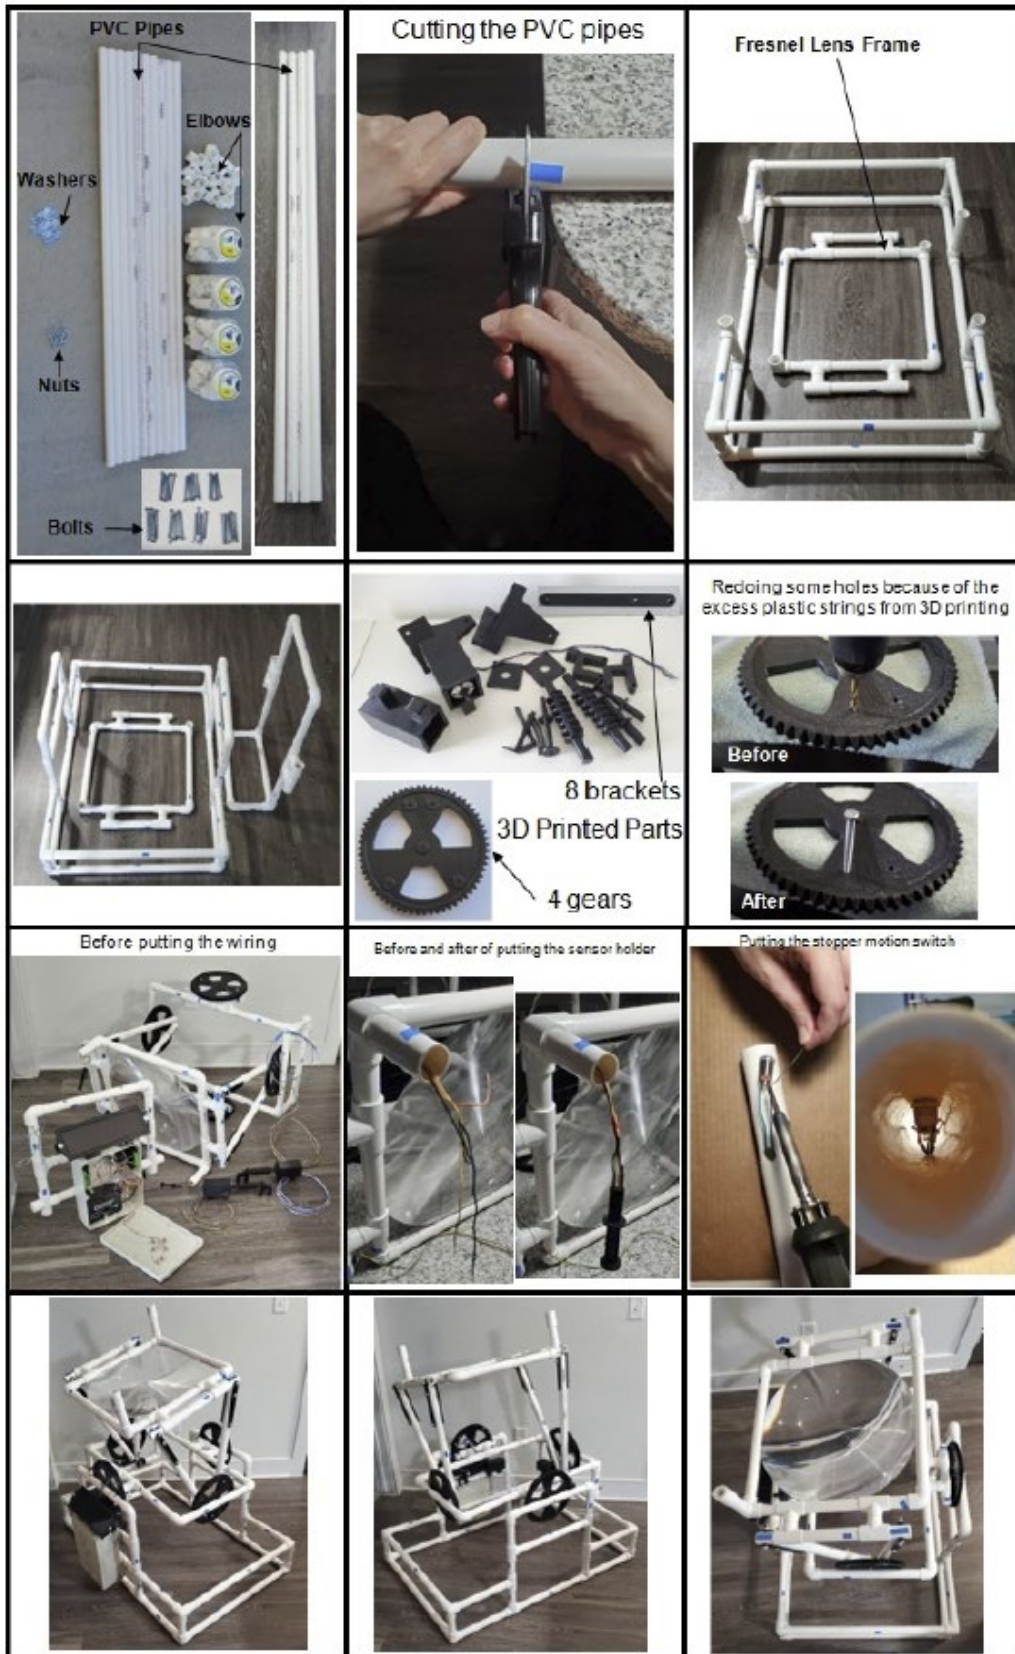 PVC Pipes
Elbows
Washers
Nuts
Bolts
Cutting the PVC pipes
Fresnel Lens Frame
8 brackets
3D Printed Parts
4 gears
Redoing some holes because of the
excess plastic strings from 3D printing
Before
After
Before putting the wiring
Before and after of putting the sensor holder
Putting the stopper motion switch